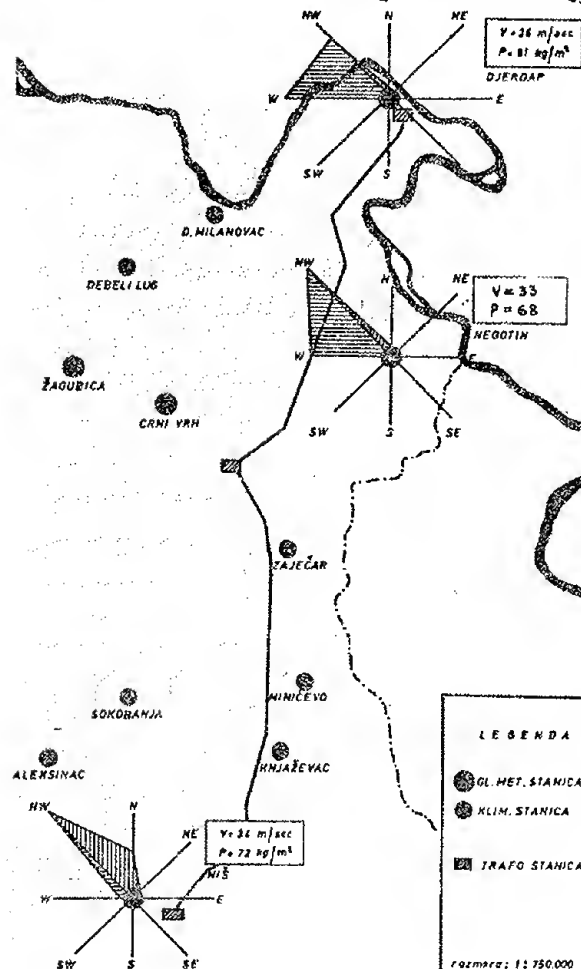 NW
N
NE
V=36 m/sec
P=81 kg/m²
DJERDAP
W
E
SW
S
D. MILANOVAC
DEBELI LUG
NW
N
NE
V=33
P=68
NEGOTIN
ŽAGUBICA
W
E
CRNI VRH
SW
S
SE
ZAJEČAR
MINIĆEVO
SOKOBANJA
KNJAŽEVAC
ALEKSINAC
LEGENDA
GL. MET. STANICA
KLIM. STANICA
TRAFO STANICA
NW
N
NE
V=34 m/sec
P=72 kg/m²
NIŠ
W
E
SW
S
SE
razmera: 1:750.000